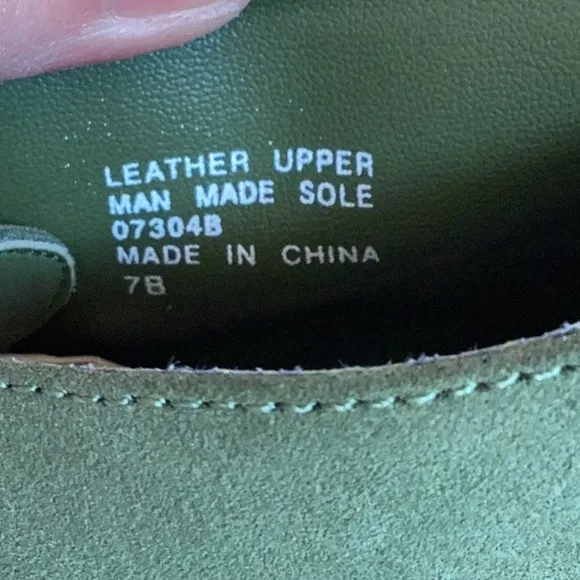 LEATHER UPPER
MAN MADE SOLE
07304B
MADE IN CHINA
7B